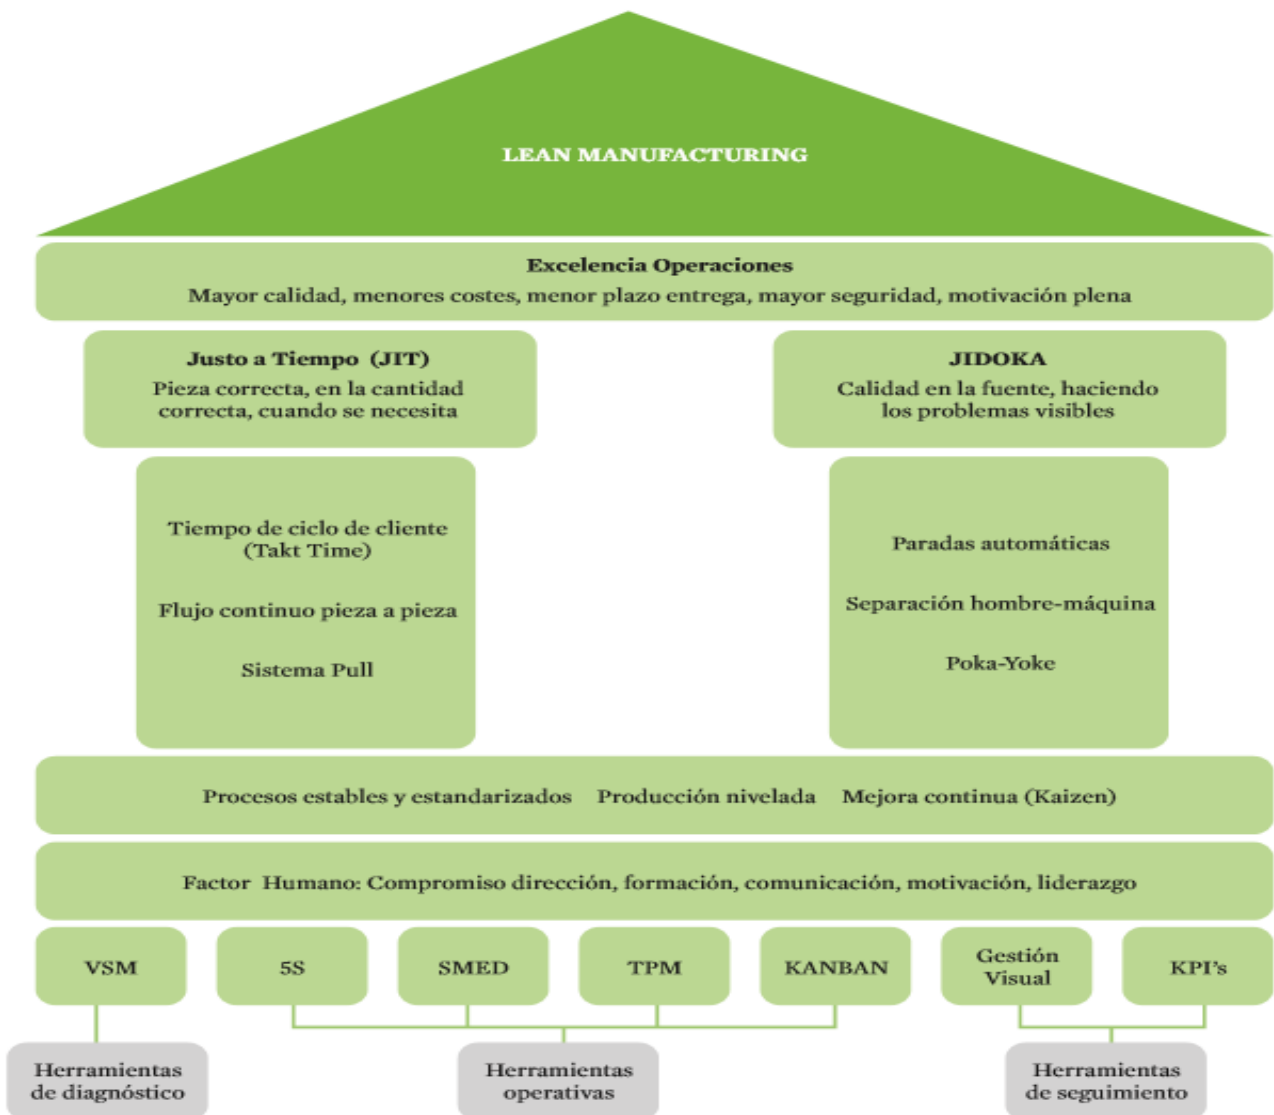 LEAN MANUFACTURING
Excelencia Operaciones
Mayor calidad, menores costes, menor plazo entrega, mayor seguridad, motivación plena
Justo a Tiempo (JIT)
Pieza correcta, en la cantidad
correcta, cuando se necesita
JIDOKA
Calidad en la fuente, haciendo
los problemas visibles
Tiempo de ciclo de cliente
(Takt Time)
Flujo continuo pieza a pieza
Sistema Pull
Paradas automáticas
Separación hombre-máquina
Poka-Yoke
Procesos estables y estandarizados Producción nivelada Mejora continua (Kaizen)
Factor Humano: Compromiso dirección, formación, comunicación, motivación, liderazgo
VSM
5S
SMED
TPM
KANBAN
Gestión
Visual
KPI's
Herramientas
de diagnóstico
Herramientas
operativas
Herramientas
de seguimiento